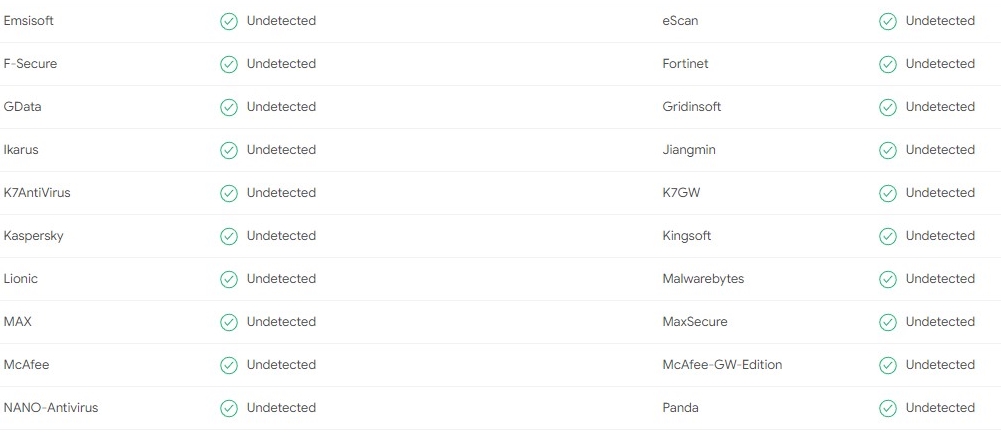 Emsisoft Undetected eScan Undetected
F-Secure Undetected Fortinet Undetected
GData Undetected Gridinsoft Undetected
Ikarus Undetected Jiangmin Undetected
K7AntiVirus Undetected K7GW Undetected
Kaspersky Undetected Kingsoft Undetected
Lionic Undetected Malwarebytes Undetected
MAX Undetected MaxSecure Undetected
McAfee Undetected McAfee-GW-Edition Undetected
NANO-Antivirus Undetected Panda Undetected